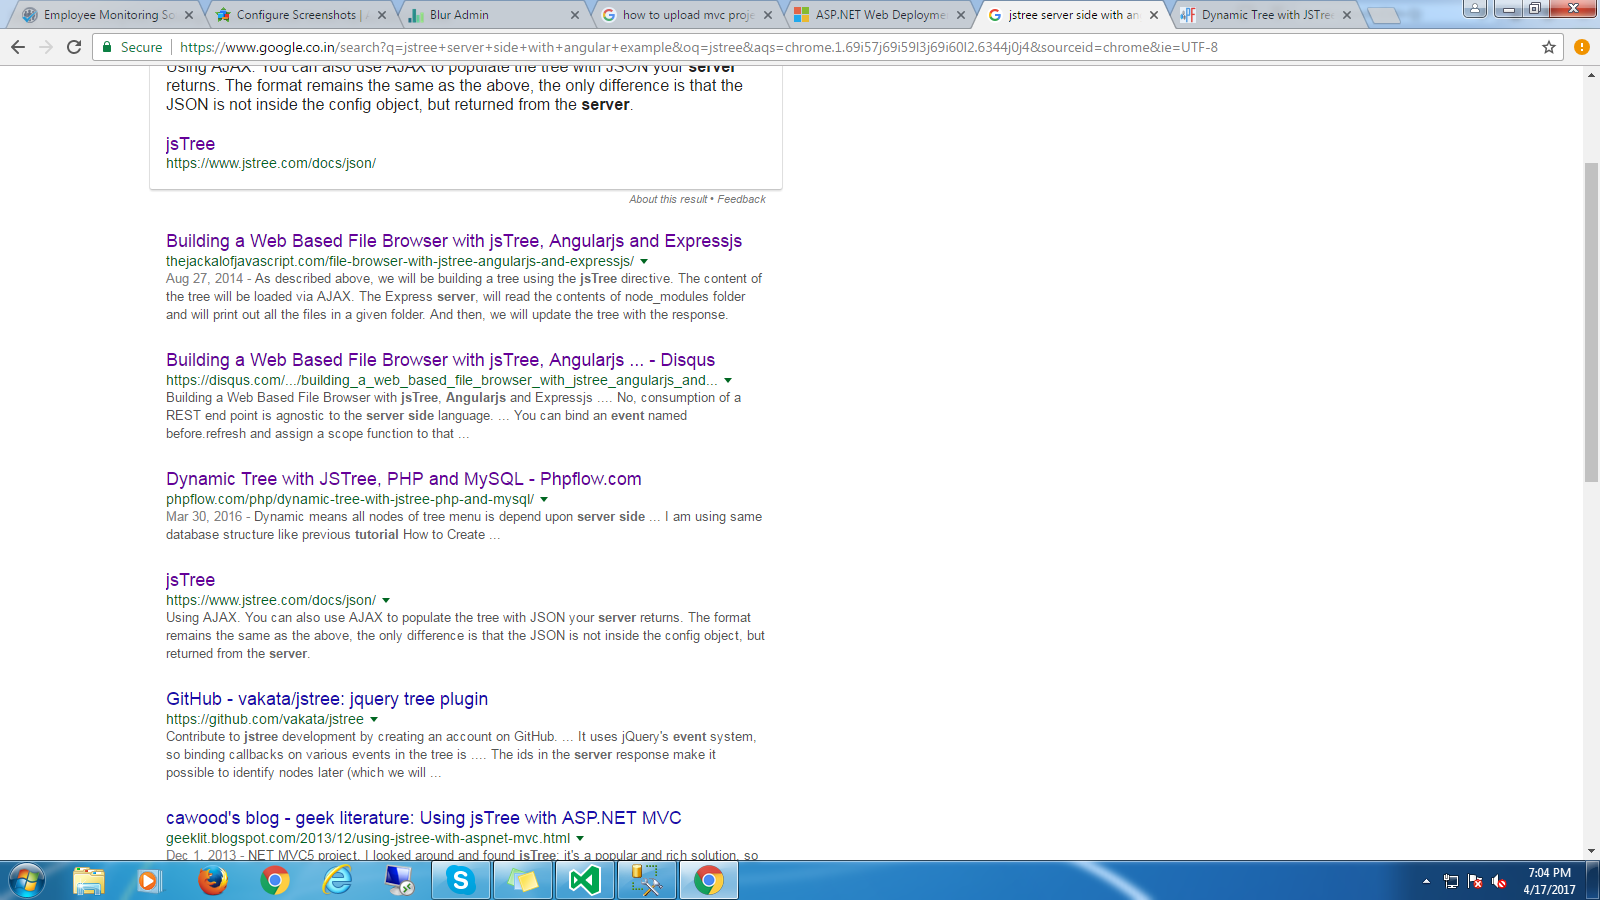 Employee Monitoring So
Configure Screenshots | A
Blur Admin
how to upload mvc proje
ASP.NET Web Deployme
jstree server side with an
Dynamic Tree with JSTre
Secure
https://www.google.co.in/search?q=jstree+server+side+with+angular+example&oq=jstree&aqs=chrome.1.69i57j69i59l3j69i60l2.6344j0j4&sourceid=chrome&ie=UTF-8
Using AJAX. You can also use AJAX to populate the tree with JSON your server
returns. The format remains the same as the above, the only difference is that the
JSON is not inside the config object, but returned from the server.
jsTree
https://www.jstree.com/docs/json/
About this result • Feedback
Building a Web Based File Browser with jsTree, Angularjs and Expressjs
thejackalofjavascript.com/file-browser-with-jstree-angularjs-and-expressjs/
Aug 27, 2014 - As described above, we will be building a tree using the jsTree directive. The content of
the tree will be loaded via AJAX. The Express server, will read the contents of node_modules folder
and will print out all the files in a given folder. And then, we will update the tree with the response.
Building a Web Based File Browser with jsTree, Angularjs ... - Disqus
https://disqus.com/.../building_a_web_based_file_browser_with_jstree_angularjs_and...
Building a Web Based File Browser with jsTree, Angularjs and Expressjs .... No, consumption of a
REST end point is agnostic to the server side language. ... You can bind an event named
before.refresh and assign a scope function to that ...
Dynamic Tree with JSTree, PHP and MySQL - Phpflow.com
phpflow.com/php/dynamic-tree-with-jstree-php-and-mysql/
Mar 30, 2016 - Dynamic means all nodes of tree menu is depend upon server side ... I am using same
database structure like previous tutorial How to Create ...
jsTree
https://www.jstree.com/docs/json/
Using AJAX. You can also use AJAX to populate the tree with JSON your server returns. The format
remains the same as the above, the only difference is that the JSON is not inside the config object, but
returned from the server.
GitHub - vakata/jstree: jquery tree plugin
https://github.com/vakata/jstree
Contribute to jstree development by creating an account on GitHub. ... It uses jQuery's event system,
so binding callbacks on various events in the tree is .... The ids in the server response make it
possible to identify nodes later (which we will ...
cawood's blog - geek literature: Using jsTree with ASP.NET MVC
geeklit.blogspot.com/2013/12/using-jstree-with-aspnet-mvc.html
Dec 1, 2013 - NET MVC5 project. I looked around and found jsTree: it's a popular and rich solution, so
7:04 PM
4/17/2017